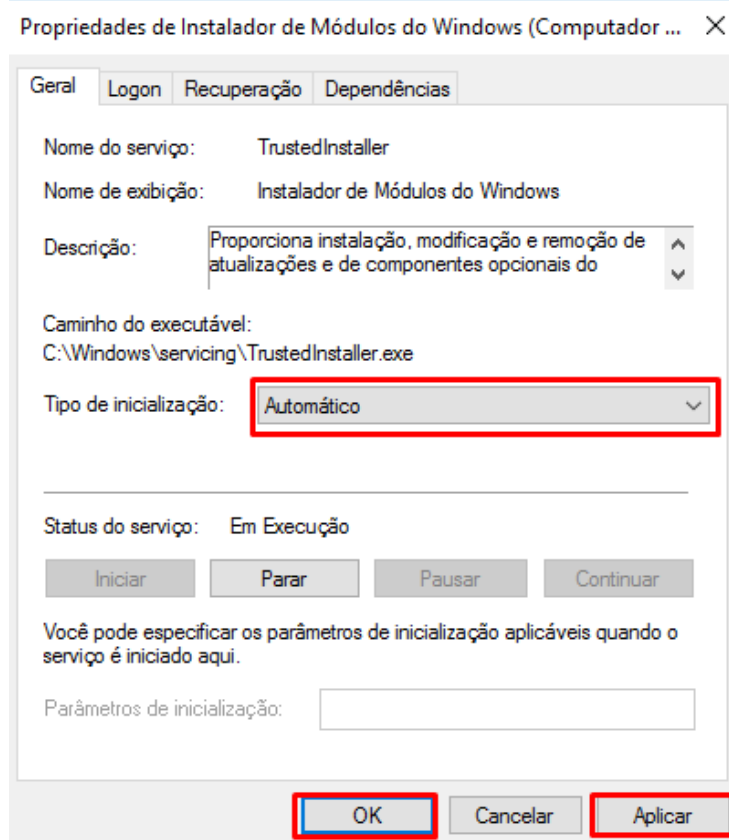 Propriedades de Instalador de Módulos do Windows (Computador ...
Geral Logon Recuperação Dependências
Nome do serviço: TrustedInstaller
Nome de exibição: Instalador de Módulos do Windows
Descrição: Proporciona instalação, modificação e remoção de
atualizações e de componentes opcionais do
Caminho do executável:
C:\Windows\servicing\TrustedInstaller.exe
Tipo de inicialização: Automático
Status do serviço: Em Execução
Iniciar Parar Pausar Continuar
Você pode especificar os parâmetros de inicialização aplicáveis quando o
serviço é iniciado aqui.
Parâmetros de inicialização:
OK Cancelar Aplicar